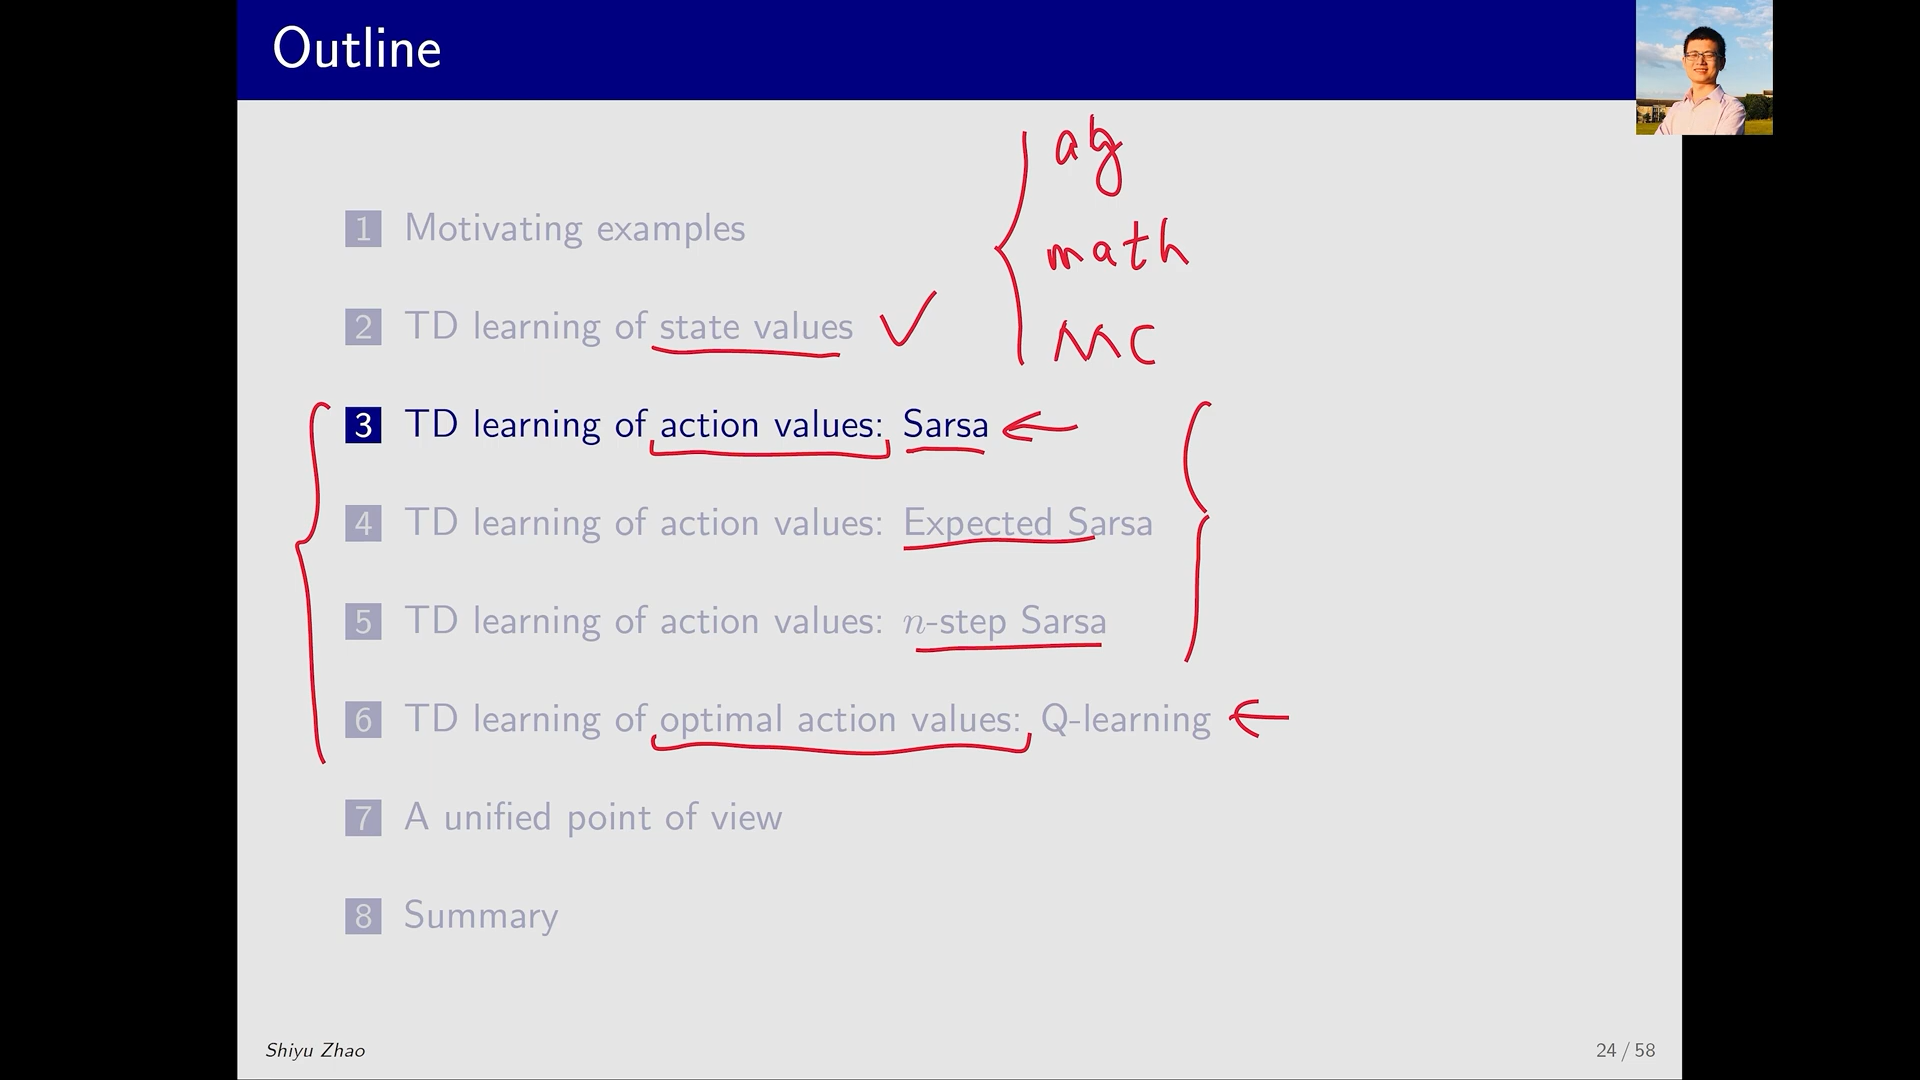 Outline
alg
math
MC
1 Motivating examples
2 TD learning of state values
3 TD learning of action values: Sarsa
4 TD learning of action values: Expected Sarsa
5 TD learning of action values: n-step Sarsa
6 TD learning of optimal action values: Q-learning
7 A unified point of view
8 Summary
Shiyu Zhao
24 / 58